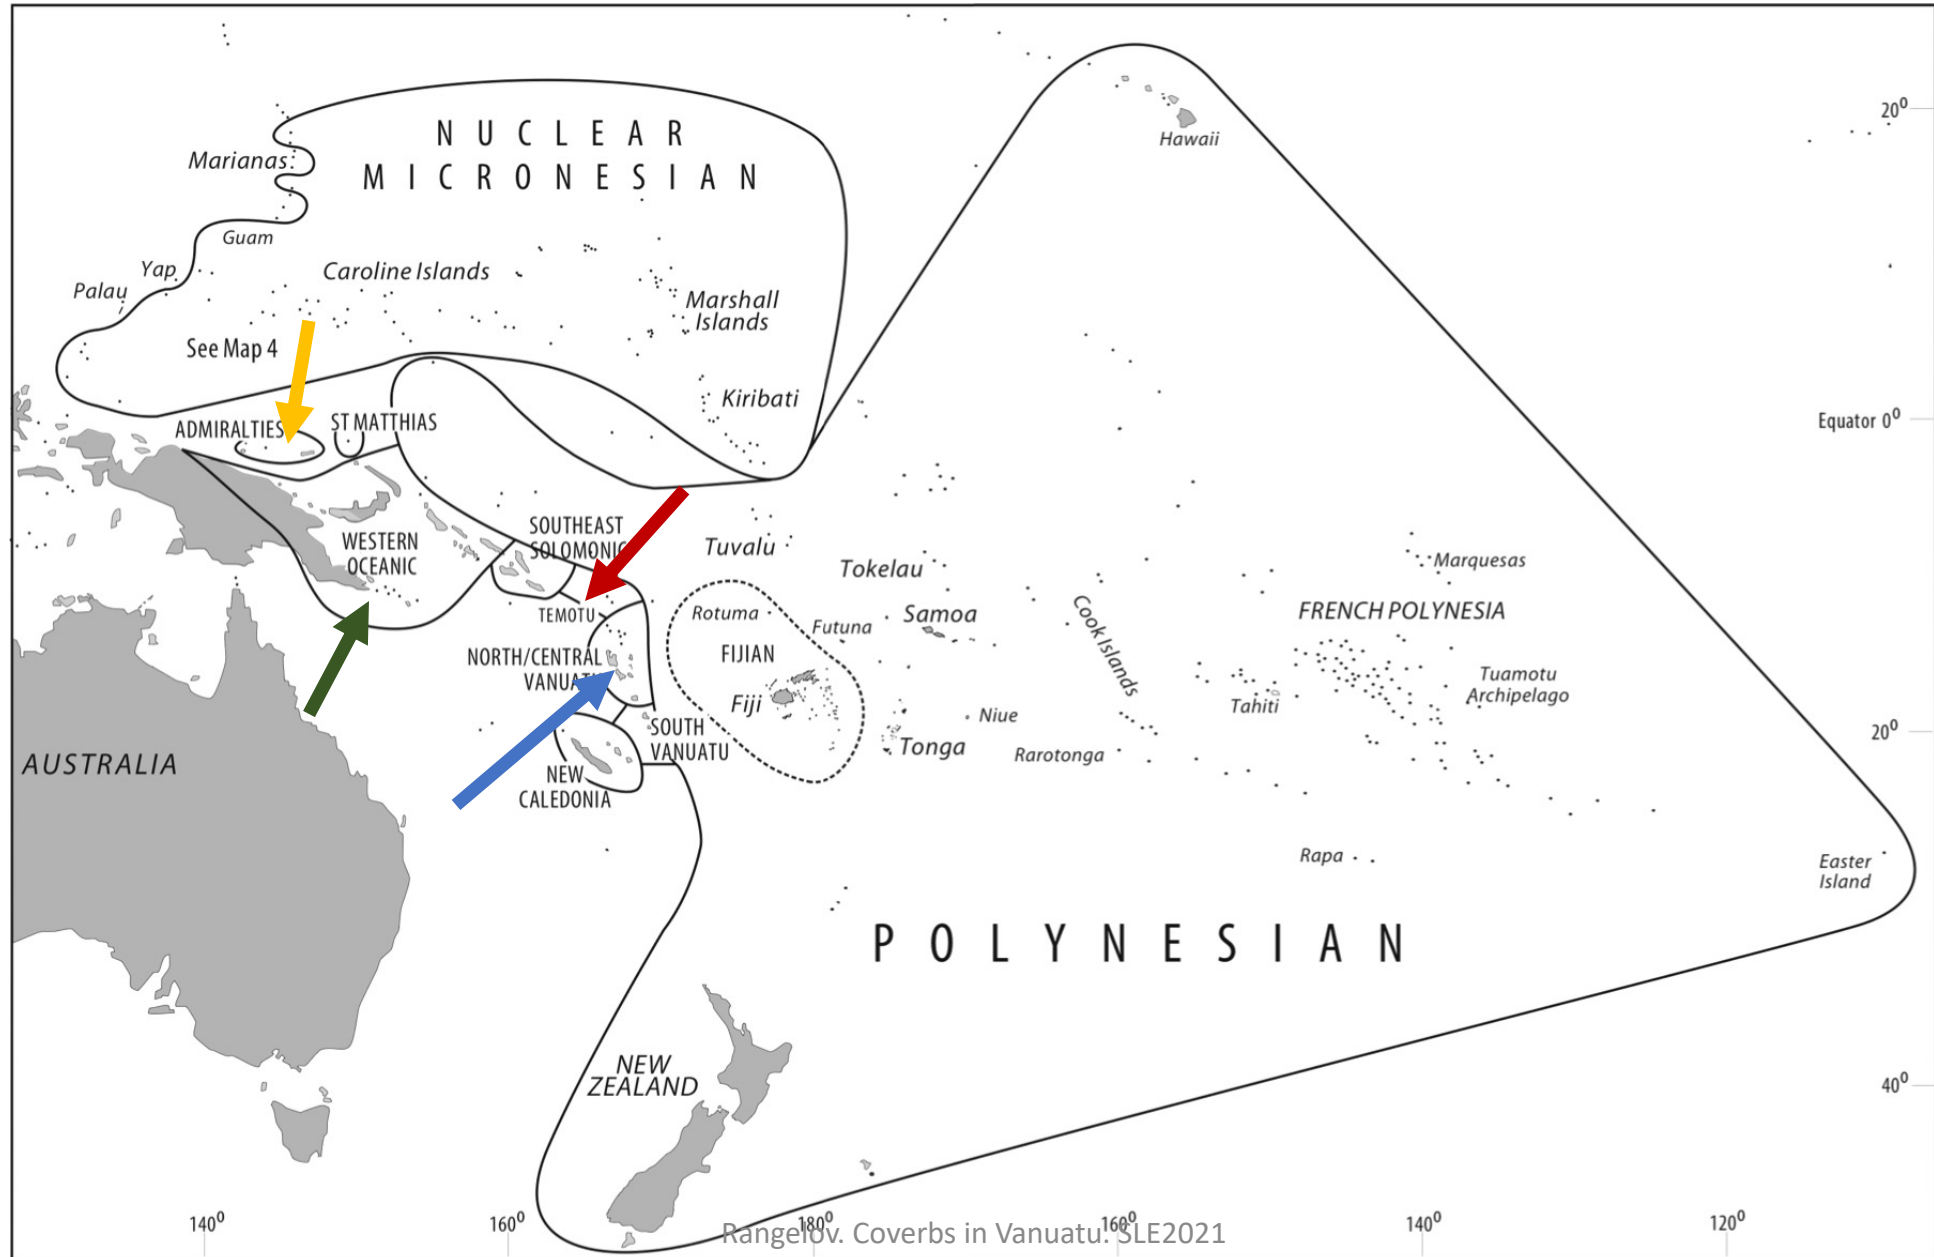 NUCLEAR
MICRONESIAN
Hawaii
20⁰
Marianas
Guam
Yap
Caroline Islands
Palau
Marshall
Islands
See Map 4
Kiribati
ADMIRALTIES
ST MATTHIAS
Equator 0⁰
WESTERN
OCEANIC
SOUTHEAST
SOLOMONIC
Tuvalu
Tokelau
Marquesas
TEMOTU
Rotuma
Futuna
Samoa
Cook Islands
FRENCH POLYNESIA
NORTH/CENTRAL
VANUATU
FIJIAN
Fiji
Tuamotu
Archipelago
Tahiti
Niue
SOUTH
VANUATU
Tonga
Rarotonga
20⁰
AUSTRALIA
NEW
CALEDONIA
Rapa
Easter
Island
POLYNESIAN
NEW
ZEALAND
40⁰
140⁰
160⁰
180⁰
160⁰
140⁰
120⁰
Rangelov. Coverbs in Vanuatu. SLE2021